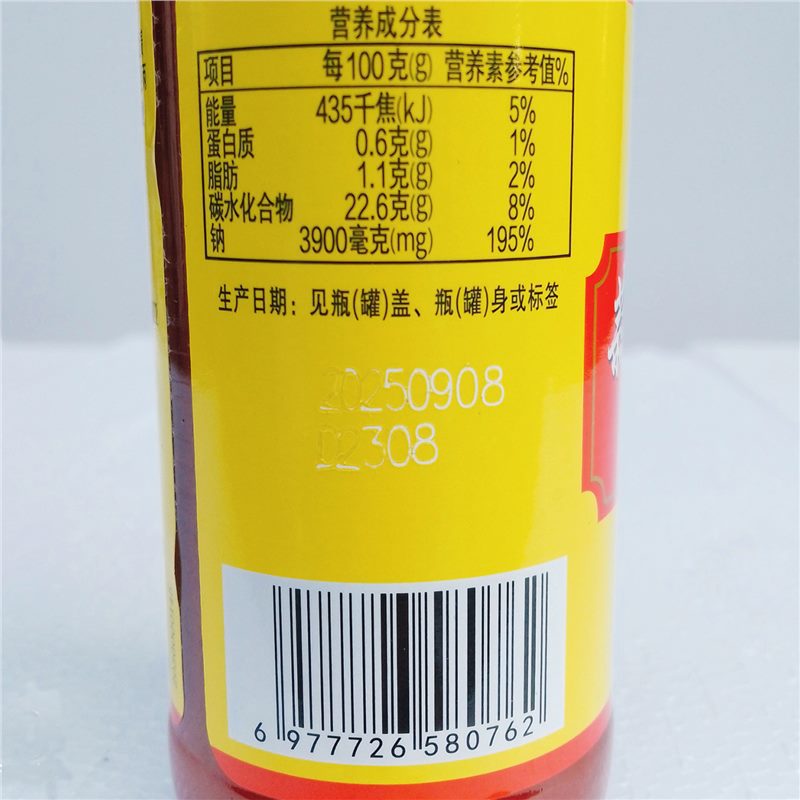 营养成分表
项目 每100克(g) 营养素参考值%
能量 435千焦(kJ) 5%
蛋白质 0.6克(g) 1%
脂肪 1.1克(g) 2%
碳水化合物 22.6克(g) 8%
钠 3900毫克(mg) 195%
生产日期：见瓶(罐)盖、瓶(罐)身或标签
20250908
D2308
6 977726 580762